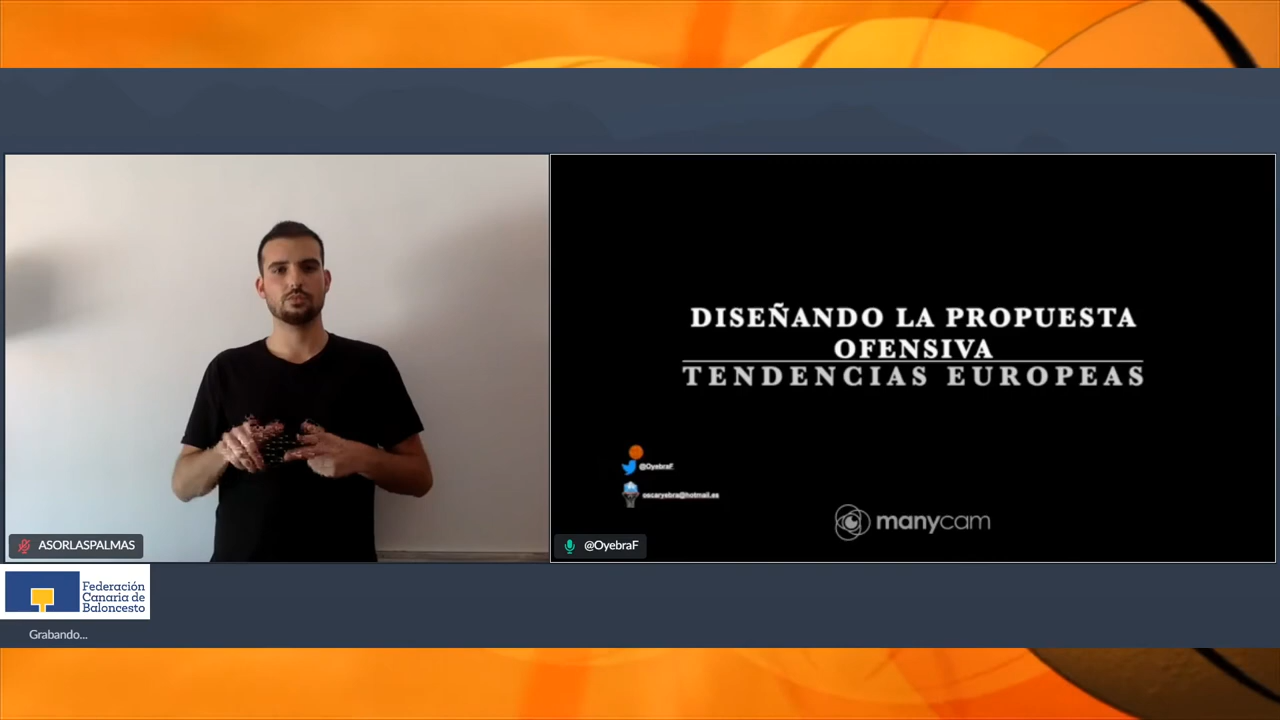 DISEÑANDO LA PROPUESTA
OFENSIVA
TENDENCIAS EUROPEAS
@OyebraF
oscaryebra@hotmail.es
manycam
ASORLASPALMAS
@OyebraF
Federación
Canaria de
Baloncesto
Grabando...